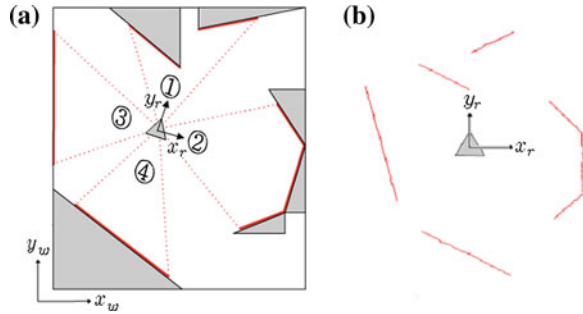 (a)
(b)
①
y_r
③
②
x_r
④
y_w
x_w
y_r
x_r